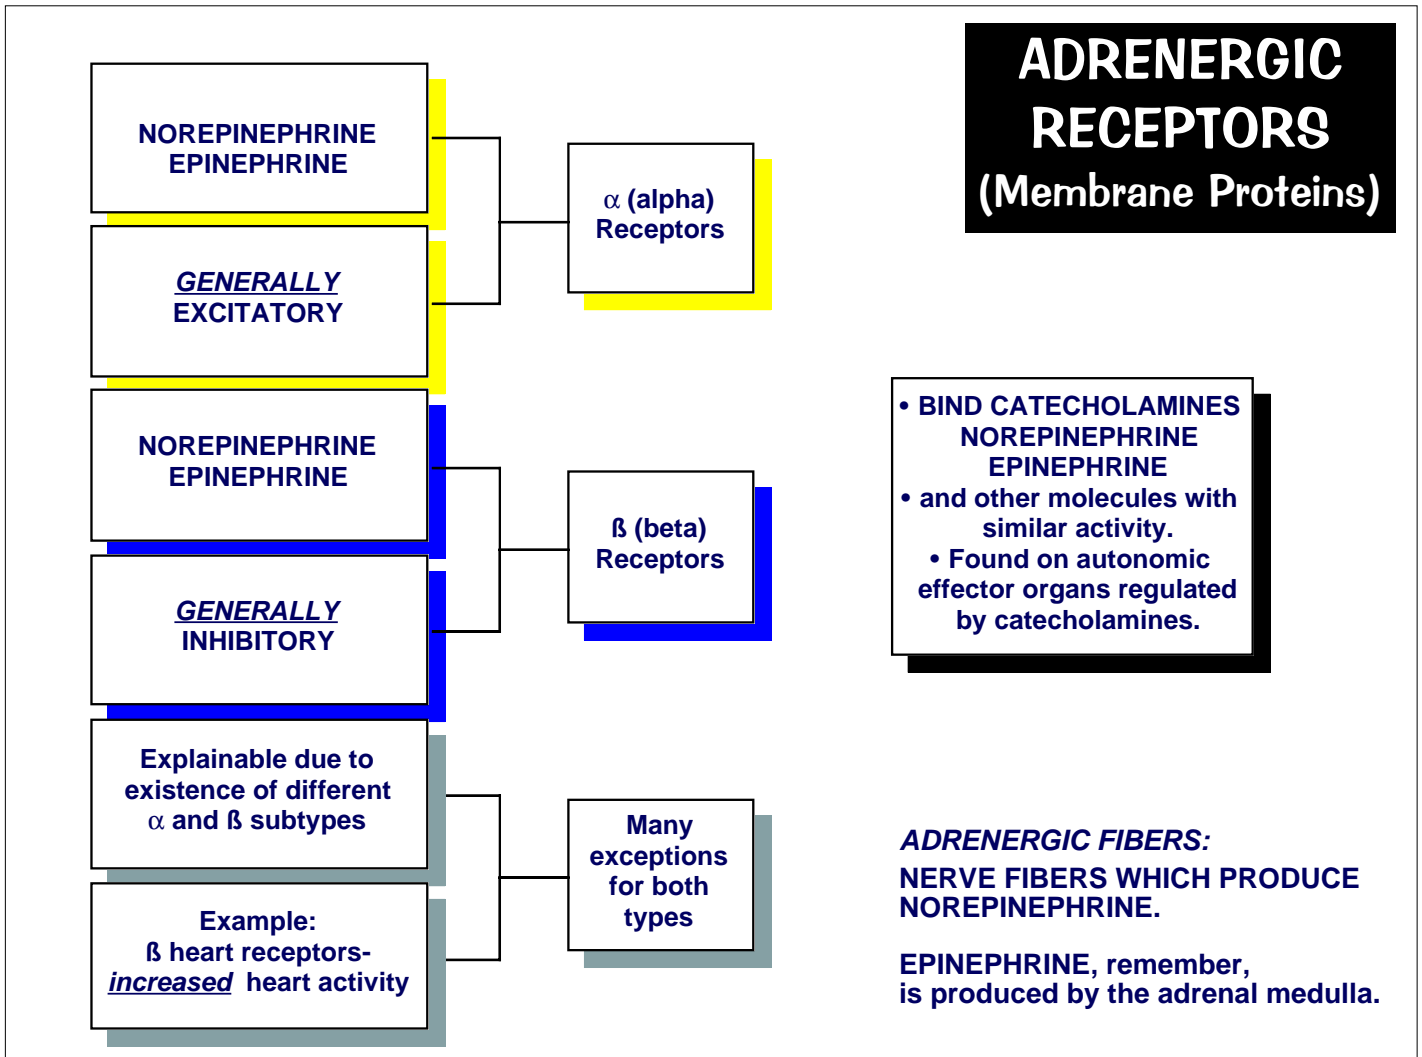 ADRENERGIC
RECEPTORS
(Membrane Proteins)
NOREPINEPHRINE
EPINEPHRINE
GENERALLY
EXCITATORY
α (alpha)
Receptors
NOREPINEPHRINE
EPINEPHRINE
GENERALLY
INHIBITORY
ß (beta)
Receptors
Explainable due to
existence of different
α and ß subtypes
Example:
ß heart receptors-
increased heart activity
Many
exceptions
for both
types
• BIND CATECHOLAMINES
NOREPINEPHRINE
EPINEPHRINE
• and other molecules with
similar activity.
• Found on autonomic
effector organs regulated
by catecholamines.
ADRENERGIC FIBERS:
NERVE FIBERS WHICH PRODUCE
NOREPINEPHRINE.
EPINEPHRINE, remember,
is produced by the adrenal medulla.